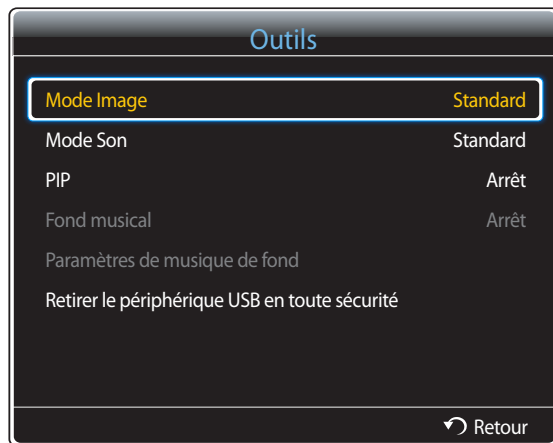 Outils
Mode Image Standard
Mode Son Standard
PIP Arrêt
Fond musical Arrêt
Paramètres de musique de fond
Retirer le périphérique USB en toute sécurité
Retour